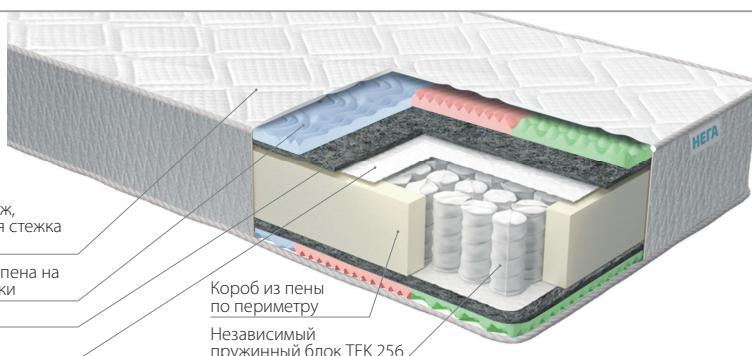 НЕГА
ж,
я стежка
пена на
ки
Короб из пены
по периметру
Независимый
пружинный блок TFK 256